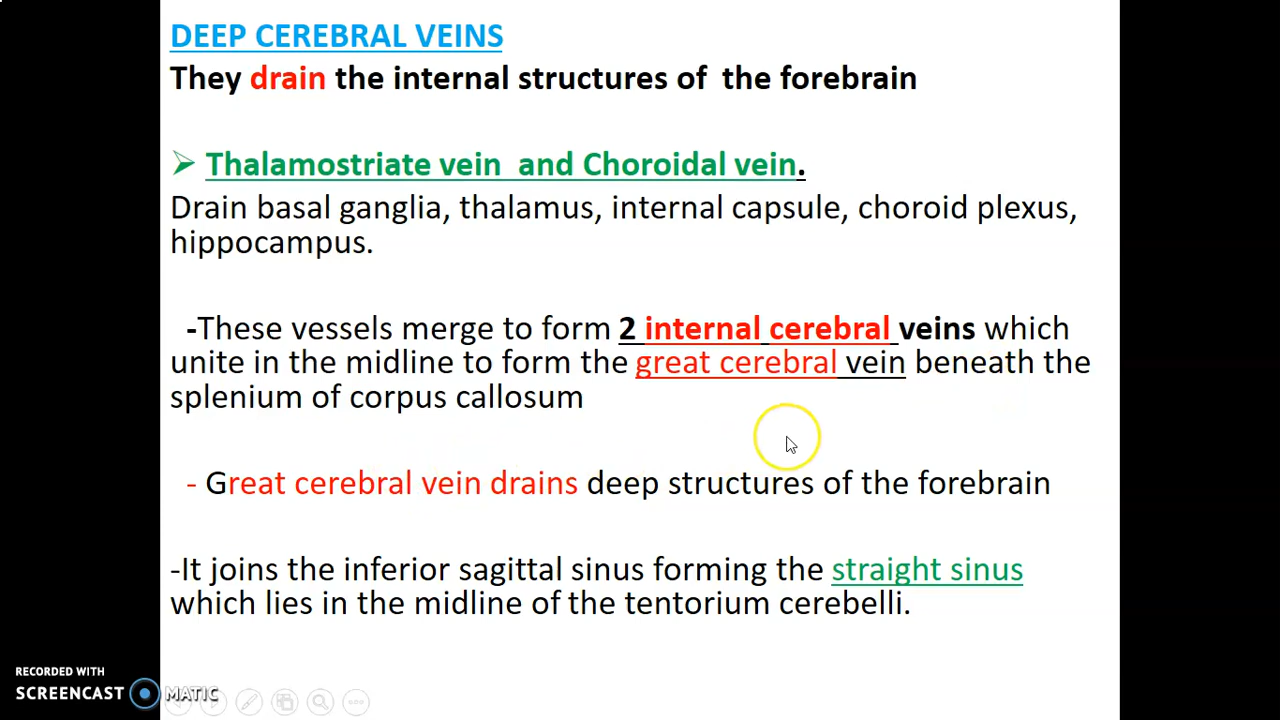 DEEP CEREBRAL VEINS
They drain the internal structures of the forebrain
Thalamostriate vein and Choroidal vein.
Drain basal ganglia, thalamus, internal capsule, choroid plexus,
hippocampus.
-These vessels merge to form 2 internal cerebral veins which
unite in the midline to form the great cerebral vein beneath the
splenium of corpus callosum
- Great cerebral vein drains deep structures of the forebrain
-It joins the inferior sagittal sinus forming the straight sinus
which lies in the midline of the tentorium cerebelli.
RECORDED WITH
SCREENCAST MATIC